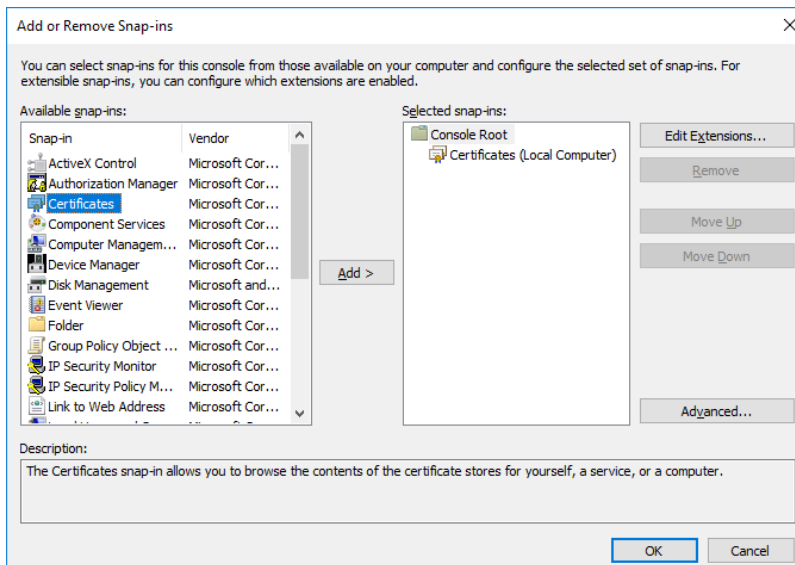 Add or Remove Snap-ins
You can select snap-ins for this console from those available on your computer and configure the selected set of snap-ins. For
extensible snap-ins, you can configure which extensions are enabled.
Available snap-ins:
Snap-in Vendor
ActiveX Control Microsoft Cor...
Authorization Manager Microsoft Cor...
Certificates Microsoft Cor...
Component Services Microsoft Cor...
Computer Managem... Microsoft Cor...
Device Manager Microsoft Cor...
Disk Management Microsoft and...
Event Viewer Microsoft Cor...
Folder Microsoft Cor...
Group Policy Object ... Microsoft Cor...
IP Security Monitor Microsoft Cor...
IP Security Policy M... Microsoft Cor...
Link to Web Address Microsoft Cor...
Add >
Selected snap-ins:
Console Root
Certificates (Local Computer)
Edit Extensions...
Remove
Move Up
Move Down
Advanced...
Description:
The Certificates snap-in allows you to browse the contents of the certificate stores for yourself, a service, or a computer.
OK
Cancel